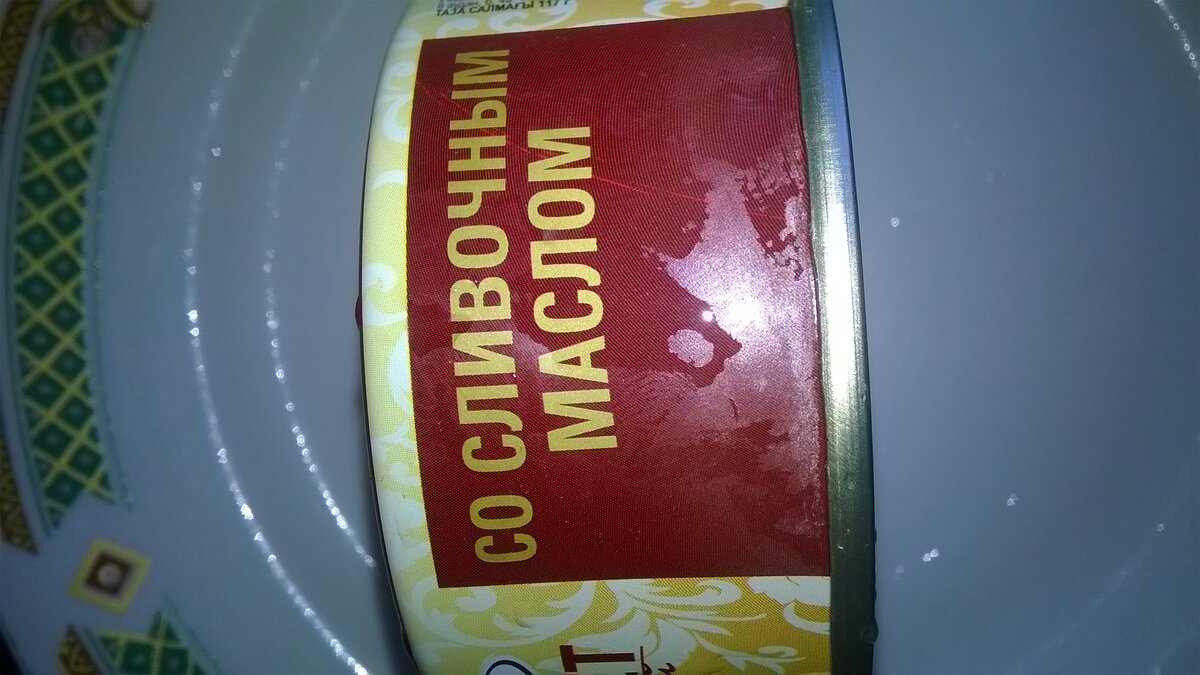 ТАЗА САЛМАҒЫ 117 г
СО СЛИВОЧНЫМ
МАСЛОМ